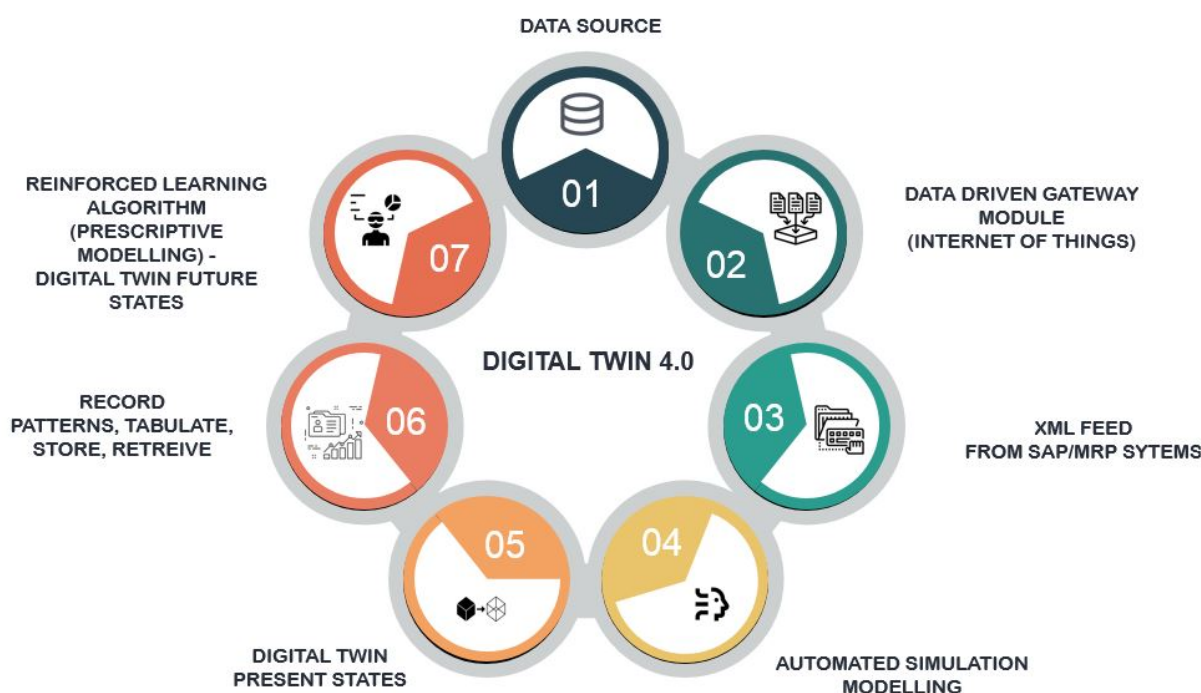 DATA SOURCE
01
DATA DRIVEN GATEWAY
MODULE
(INTERNET OF THINGS)
02
XML FEED
FROM SAP/MRP SYTEMS
03
AUTOMATED SIMULATION
MODELLING
04
DIGITAL TWIN
PRESENT STATES
05
RECORD
PATTERNS, TABULATE,
STORE, RETREIVE
06
REINFORCED LEARNING
ALGORITHM
(PRESCRIPTIVE
MODELLING) -
DIGITAL TWIN FUTURE
STATES
07
DIGITAL TWIN 4.0